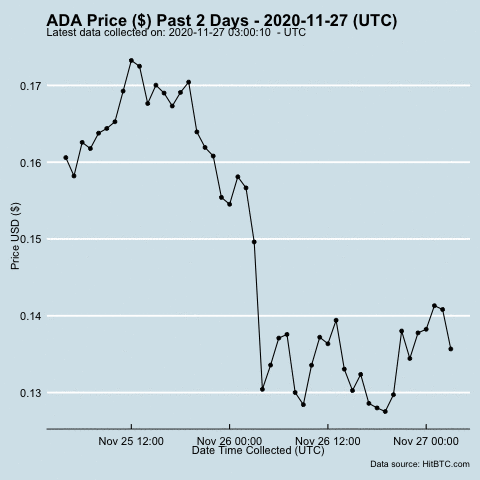 ADA Price ($) Past 2 Days - 2020-11-27 (UTC)
Latest data collected on: 2020-11-27 03:00:10 - UTC
0.17
0.16
0.15
Price USD ($)
0.14
0.13
Nov 25 12:00 Nov 26 00:00 Nov 26 12:00 Nov 27 00:00
Date Time Collected (UTC)
Data source: HitBTC.com